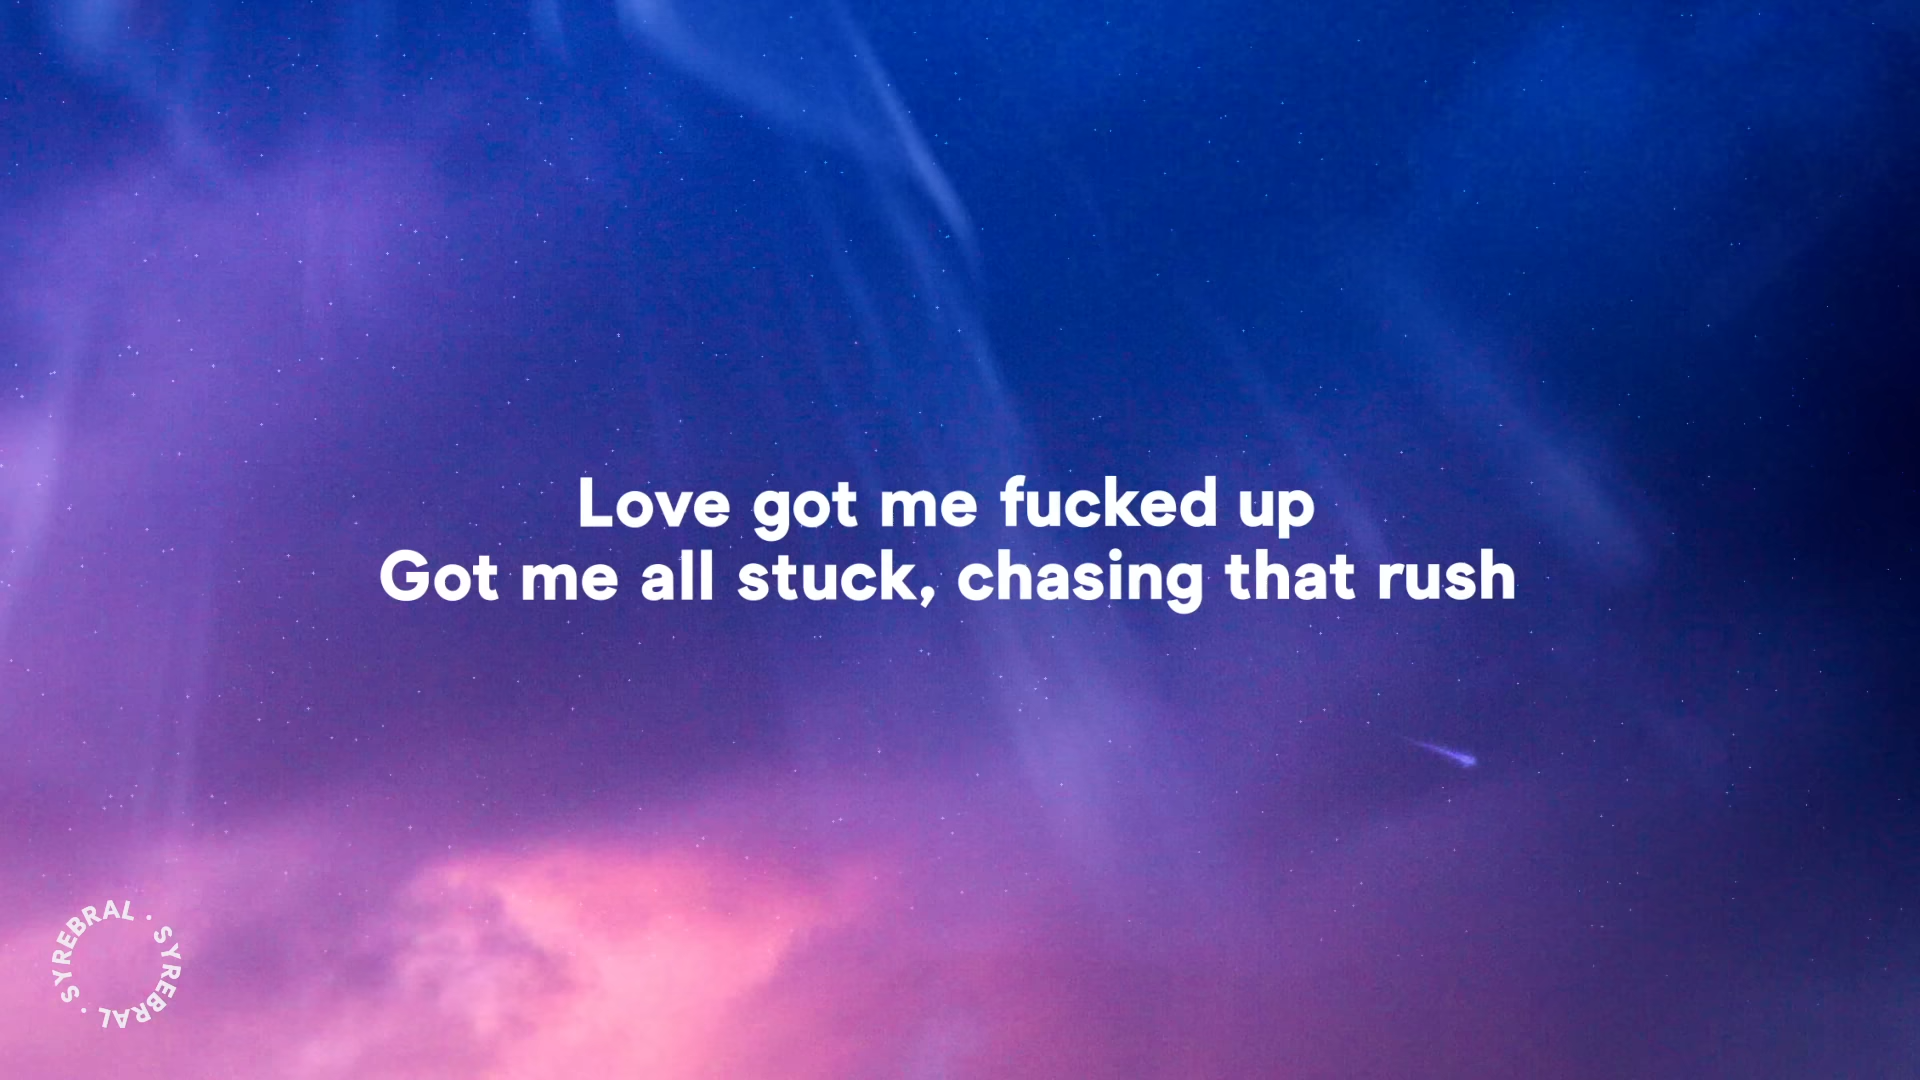 Love got me fucked up
Got me all stuck, chasing that rush
SYREBRAL · SYREBRAL ·